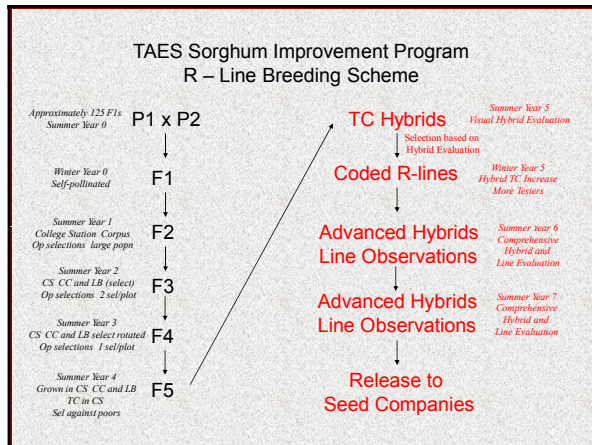 TAES Sorghum Improvement Program
R – Line Breeding Scheme
Approximately 125 F1s
Summer Year 0
P1 x P2
Winter Year 0
Self-pollinated
F1
Summer Year 1
College Station Corpus
Op selections large popn
F2
Summer Year 2
CS CC and LB (select)
Op selections 2 sel/plot
F3
Summer Year 3
CS CC and LB select rotated
Op selections 1 sel/plot
F4
Summer Year 4
Grown in CS CC and LB
TC in CS
Sel against poors
F5
TC Hybrids
Summer Year 5
Visual Hybrid Evaluation
Selection based on
Hybrid Evaluation
Coded R-lines
Winter Year 5
Hybrid TC Increase
More Testers
Advanced Hybrids
Line Observations
Summer Year 6
Comprehensive
Hybrid and
Line Evaluation
Advanced Hybrids
Line Observations
Summer Year 7
Comprehensive
Hybrid and
Line Evaluation
Release to
Seed Companies